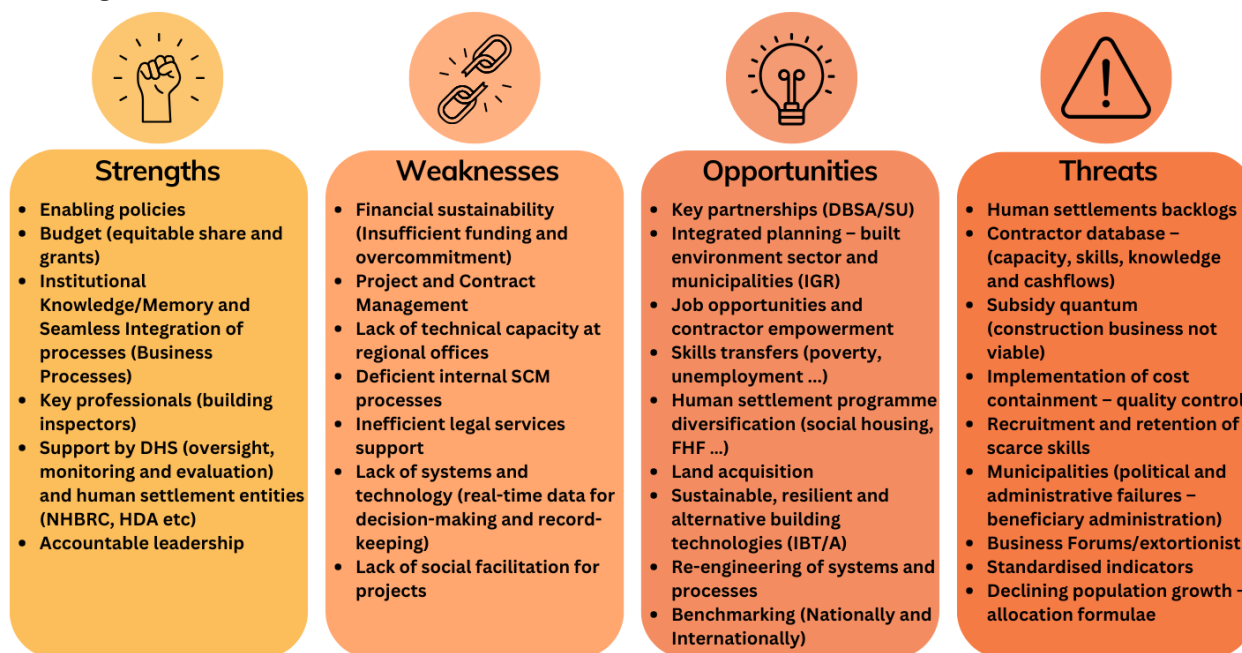 Strengths
• Enabling policies
• Budget (equitable share and
grants)
• Institutional
Knowledge/Memory and
Seamless Integration of
processes (Business
Processes)
• Key professionals (building
inspectors)
• Support by DHS (oversight,
monitoring and evaluation)
and human settlement entities
(NHBRC, HDA etc)
• Accountable leadership
Weaknesses
• Financial sustainability
(Insufficient funding and
overcommitment)
• Project and Contract
Management
• Lack of technical capacity at
regional offices
• Deficient internal SCM
processes
• Inefficient legal services
support
• Lack of systems and
technology (real-time data for
decision-making and record-
keeping)
• Lack of social facilitation for
projects
Opportunities
• Key partnerships (DBSA/SU)
• Integrated planning – built
environment sector and
municipalities (IGR)
• Job opportunities and
contractor empowerment
• Skills transfers (poverty,
unemployment ...)
• Human settlement programme
diversification (social housing,
FHF ...)
• Land acquisition
• Sustainable, resilient and
alternative building
technologies (IBT/A)
• Re-engineering of systems and
processes
• Benchmarking (Nationally and
Internationally)
Threats
• Human settlements backlogs
• Contractor database –
(capacity, skills, knowledge
and cashflows)
• Subsidy quantum
(construction business not
viable)
• Implementation of cost
containment – quality control
• Recruitment and retention of
scarce skills
• Municipalities (political and
administrative failures –
beneficiary administration)
• Business Forums/extortionist
• Standardised indicators
• Declining population growth –
allocation formulae